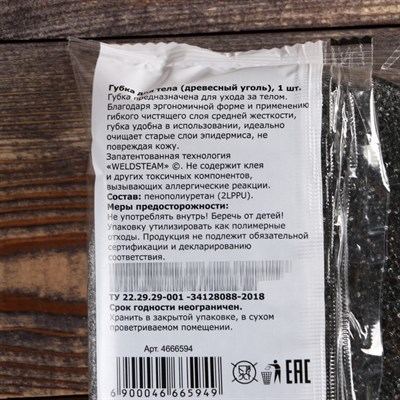 Губка для тела (древесный уголь), 1 шт.
Губка предназначена для ухода за телом.
Благодаря эргономичной форме и применению
гибкого чистящего слоя средней жесткости,
губка удобна в использовании, идеально
очищает старые слои эпидермиса, не
повреждая кожу.
Запатентованная технология
«WELDSTEAM» ©. Не содержит клея
и других токсичных компонентов,
вызывающих аллергические реакции.
Состав: пенополиуретан (2LPPU).
Меры предосторожности:
Не употреблять внутрь! Беречь от детей!
Упаковку утилизировать как полимерные
отходы. Продукция не подлежит обязательной
сертификации и декларированию
соответствия.
ТУ 22.29.29-001 -34128088-2018
Срок годности неограничен.
Хранить в закрытой упаковке, в сухом
проветриваемом помещении.
Арт. 4666594
6 900046 665949
EAC